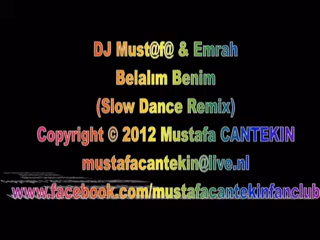 DJ Must@f@ & Emrah
Belalım Benim
(Slow Dance Remix)
Copyright © 2012 Mustafa CANTEKIN
mustafacantekin@live.nl
www.facebook.com/mustafacantekinfanclub